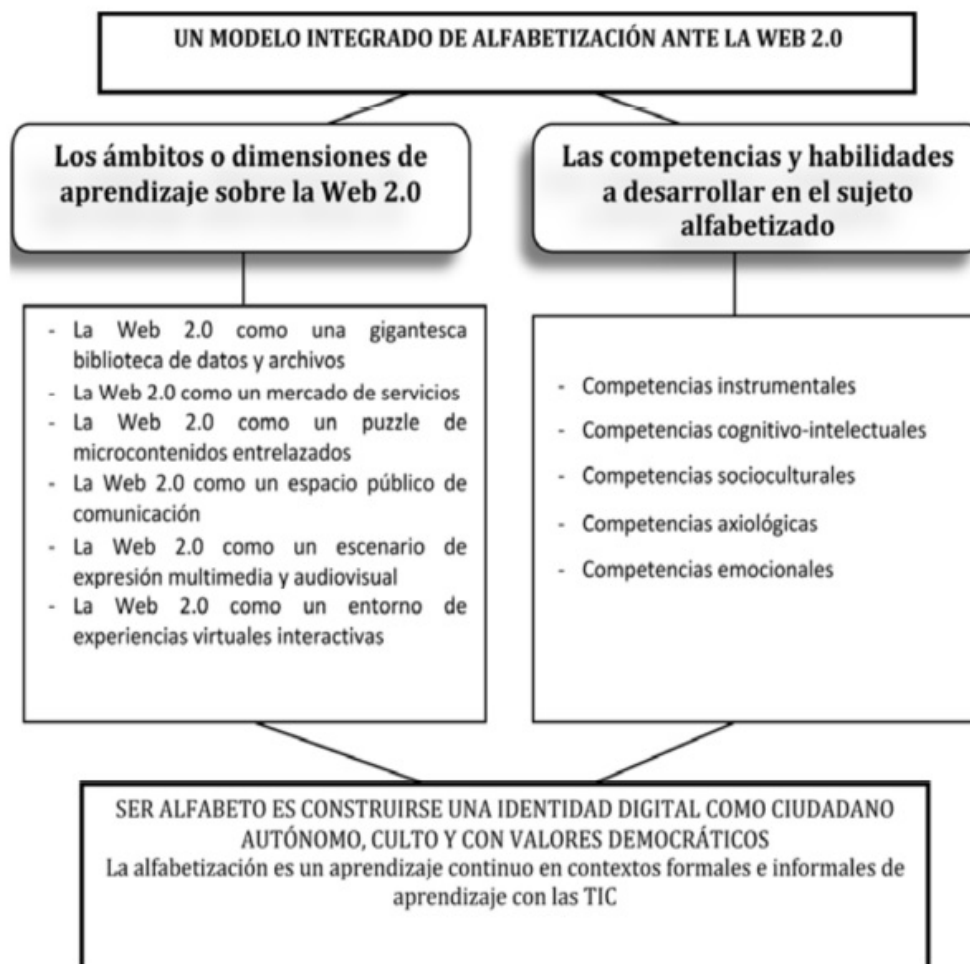 UN MODELO INTEGRADO DE ALFABETIZACIÓN ANTE LA WEB 2.0
Los ámbitos o dimensiones de
aprendizaje sobre la Web 2.0
Las competencias y habilidades
a desarrollar en el sujeto
alfabetizado
- La Web 2.0 como una gigantesca
biblioteca de datos y archivos
- La Web 2.0 como un mercado de servicios
- La Web 2.0 como un puzzle de
microcontenidos entrelazados
- La Web 2.0 como un espacio público de
comunicación
- La Web 2.0 como un escenario de
expresión multimedia y audiovisual
- La Web 2.0 como un entorno de
experiencias virtuales interactivas
- Competencias instrumentales
- Competencias cognitivo-intelectuales
- Competencias socioculturales
- Competencias axiológicas
- Competencias emocionales
SER ALFABETO ES CONSTRUIRSE UNA IDENTIDAD DIGITAL COMO CIUDADANO
AUTÓNOMO, CULTO Y CON VALORES DEMOCRÁTICOS
La alfabetización es un aprendizaje continuo en contextos formales e informales de
aprendizaje con las TIC